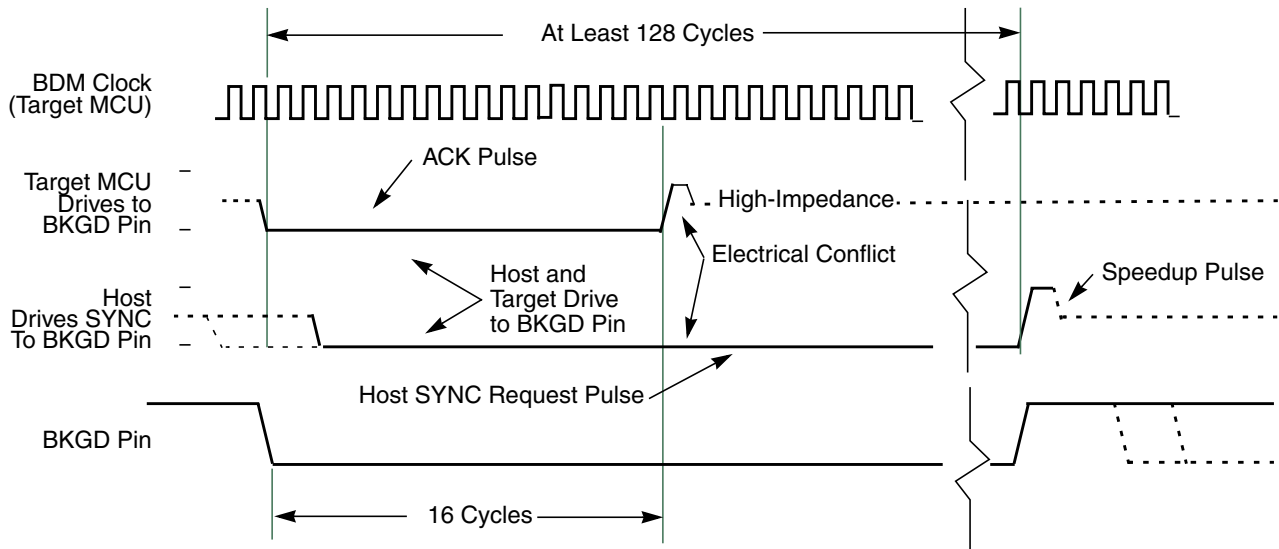 At Least 128 Cycles
BDM Clock
(Target MCU)
ACK Pulse
Target MCU
Drives to
BKGD Pin
High-Impedance
Electrical Conflict
Host and
Target Drive
to BKGD Pin
Speedup Pulse
Host
Drives SYNC
To BKGD Pin
Host SYNC Request Pulse
BKGD Pin
16 Cycles